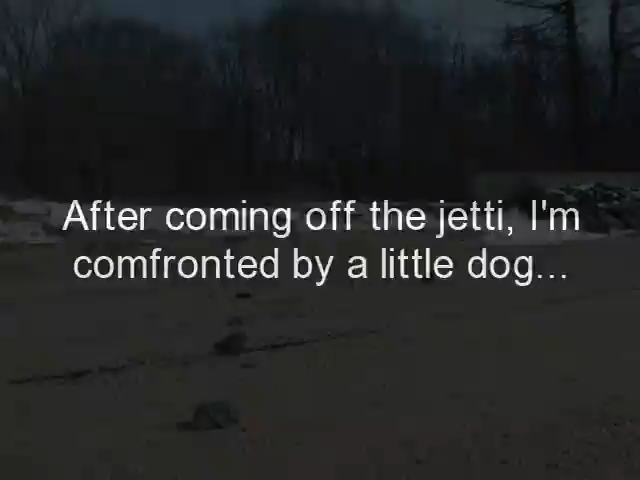 After coming off the jetti, I'm
comfronted by a little dog...